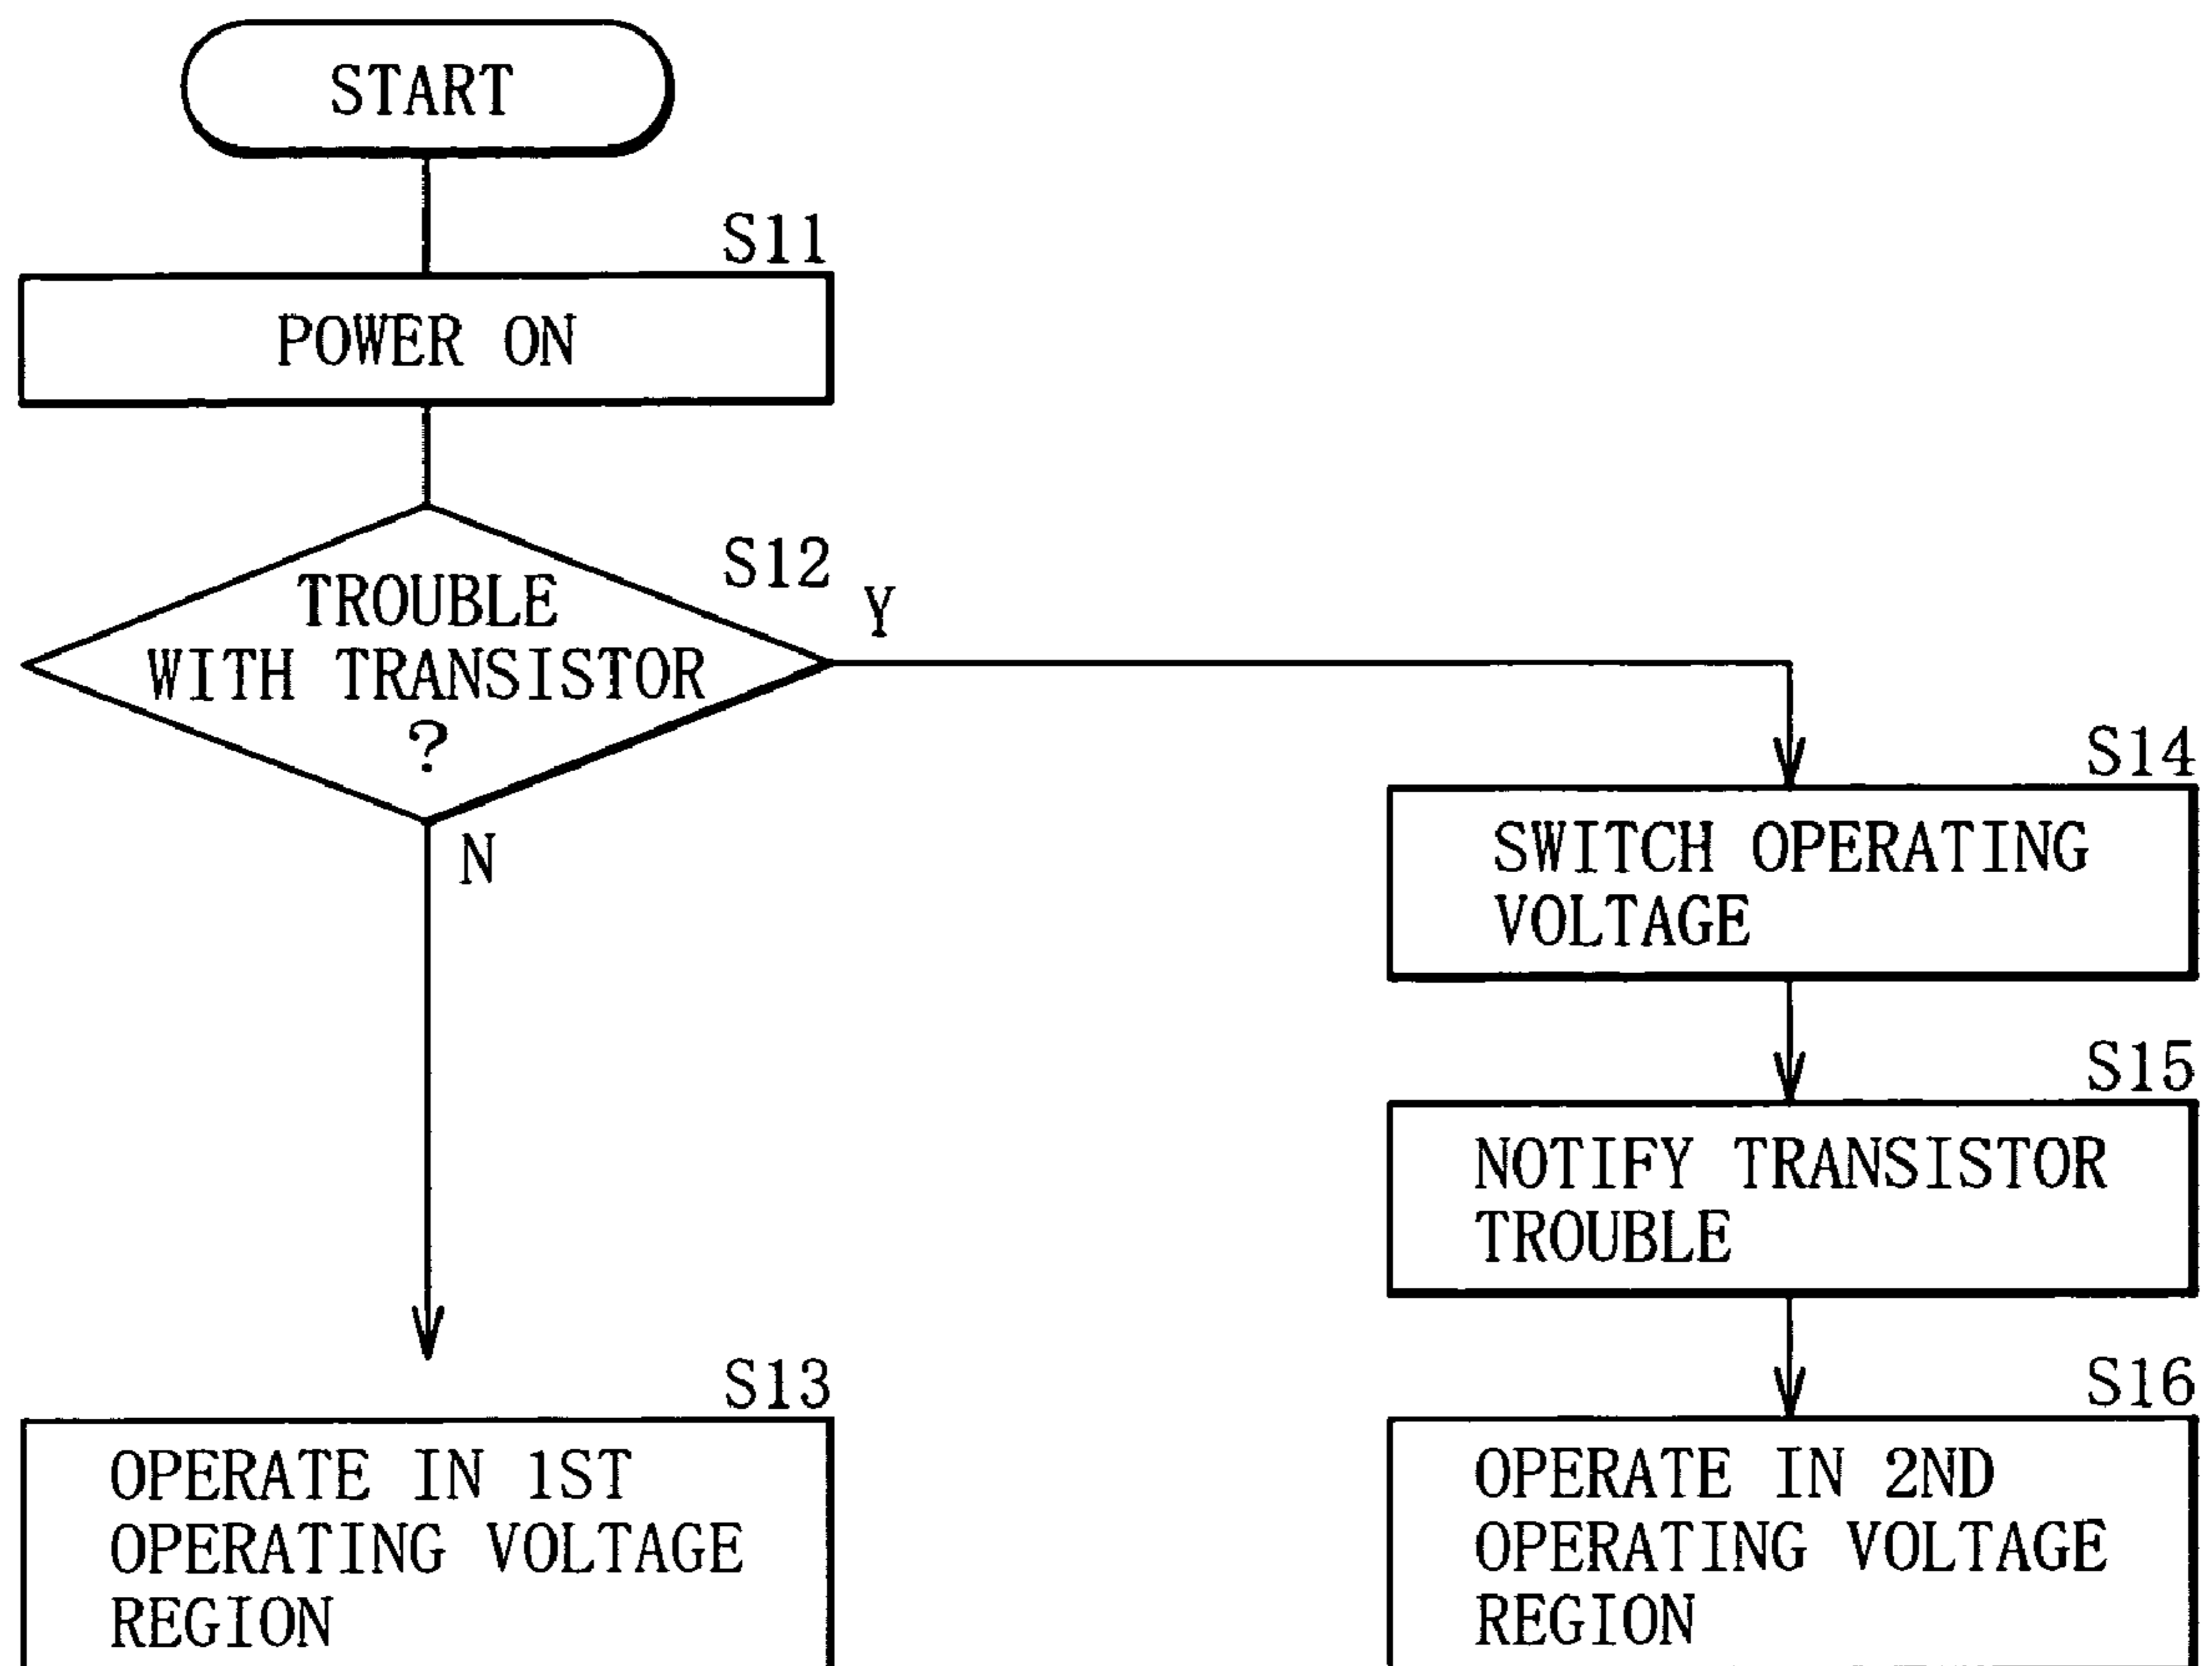 START
S11
POWER ON
S12
TROUBLE
WITH TRANSISTOR
?
Y
N
S14
SWITCH OPERATING
VOLTAGE
S15
NOTIFY TRANSISTOR
TROUBLE
S13
OPERATE IN 1ST
OPERATING VOLTAGE
REGION
S16
OPERATE IN 2ND
OPERATING VOLTAGE
REGION